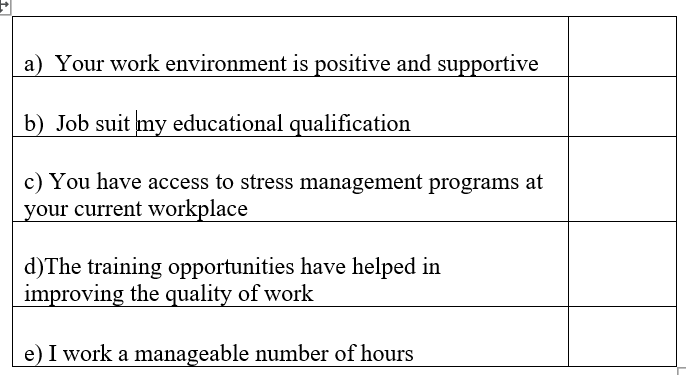 a) Your work environment is positive and supportive
b) Job suit my educational qualification
c) You have access to stress management programs at
your current workplace
d)The training opportunities have helped in
improving the quality of work
e) I work a manageable number of hours